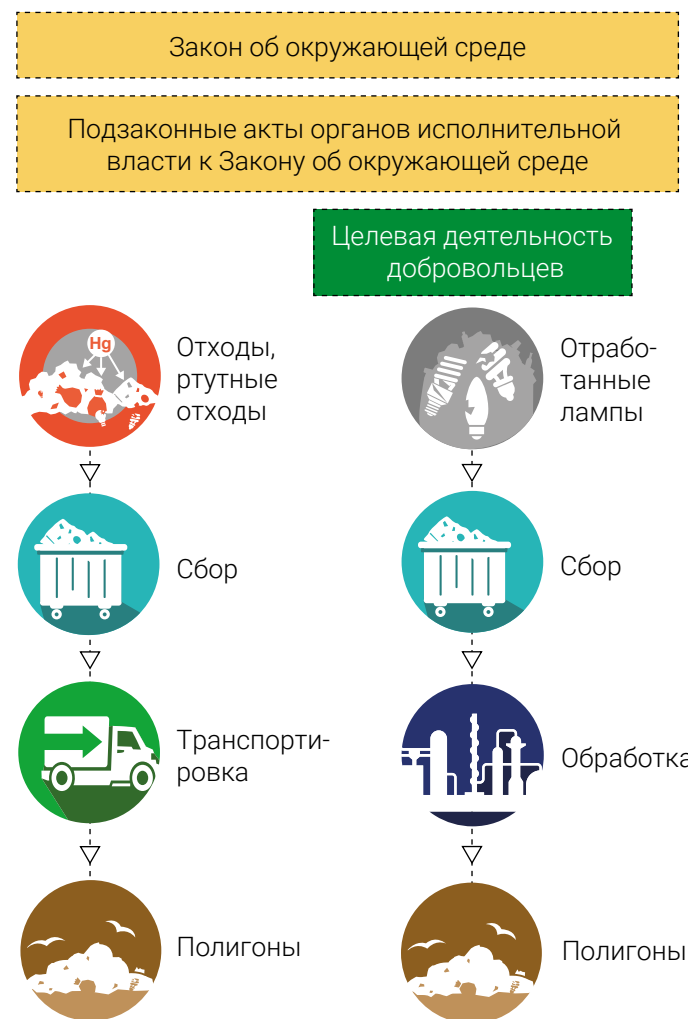 Закон об окружающей среде
Подзаконные акты органов исполнительной
власти к Закону об окружающей среде
Целевая деятельность
добровольцев
Hg
Отходы,
ртутные
отходы
Отрабо-
танные
лампы
Сбор
Сбор
Транспорти-
ровка
Обработка
Полигоны
Полигоны